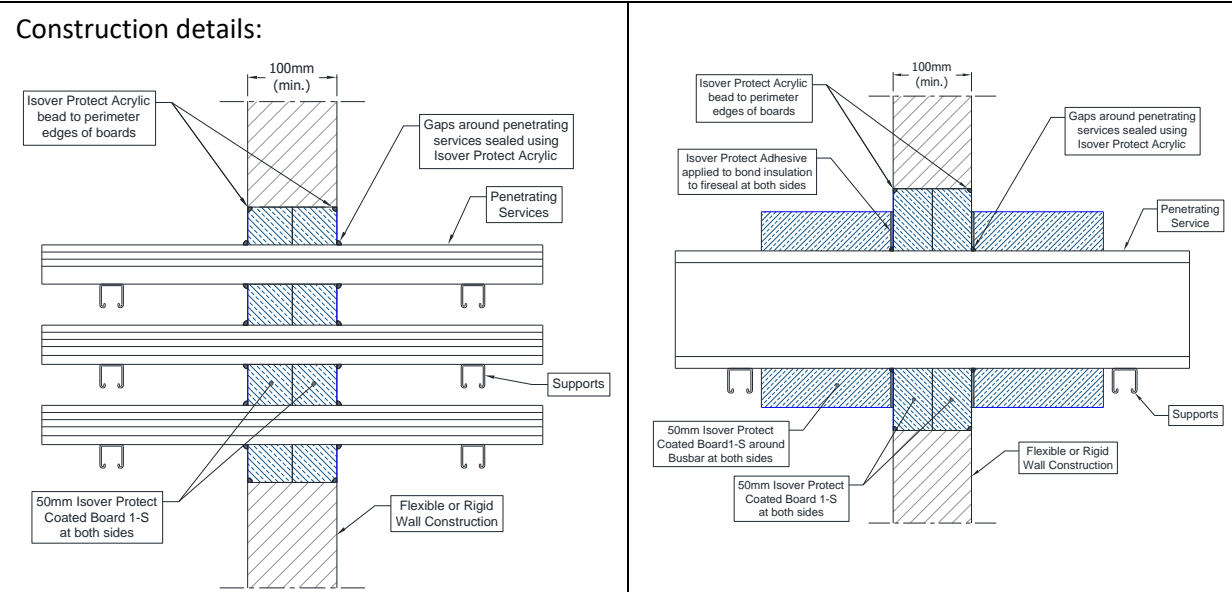 Construction details:
100mm
(min.)
Isover Protect Acrylic
bead to perimeter
edges of boards
Gaps around penetrating
services sealed using
Isover Protect Acrylic
Penetrating
Services
Supports
50mm Isover Protect
Coated Board 1-S
at both sides
Flexible or Rigid
Wall Construction
100mm
(min.)
Isover Protect Acrylic
bead to perimeter
edges of boards
Gaps around penetrating
services sealed using
Isover Protect Acrylic
Isover Protect Adhesive
applied to bond insulation
to fireseal at both sides
Penetrating
Service
Supports
50mm Isover Protect
Coated Board1-S around
Busbar at both sides
Flexible or Rigid
Wall Construction
50mm Isover Protect
Coated Board 1-S at
both sides